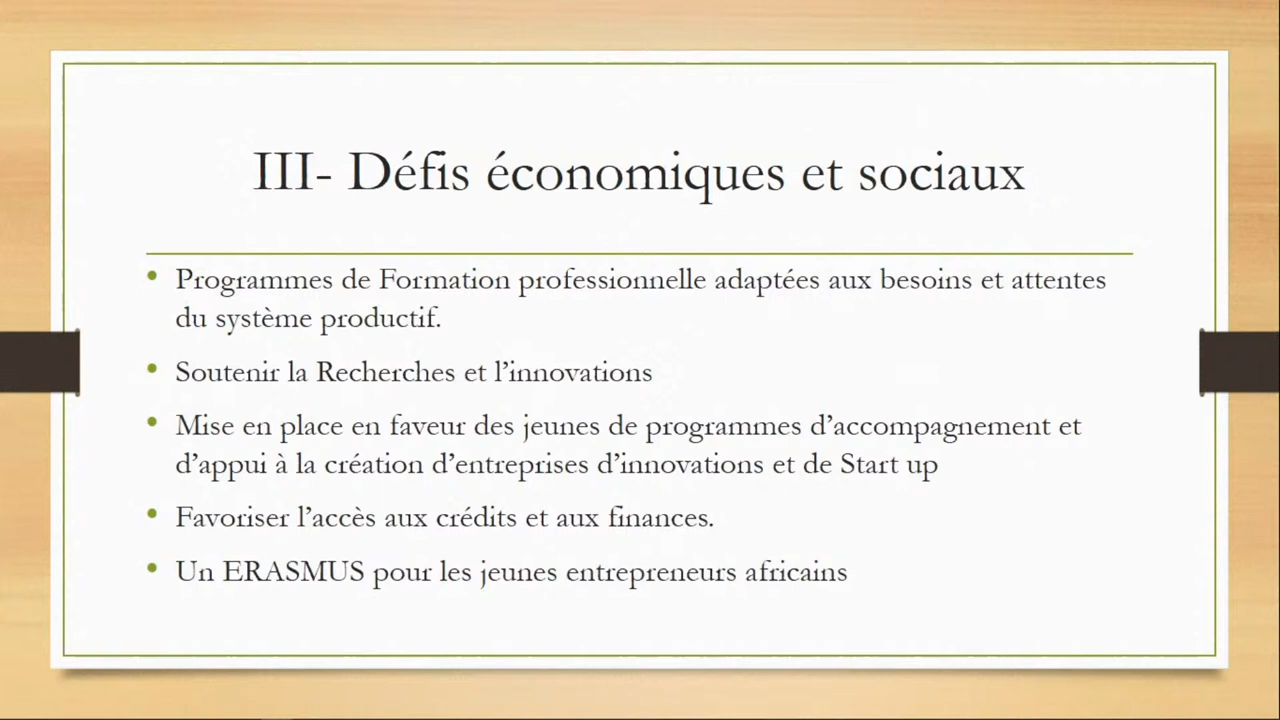 III- Défis économiques et sociaux
• Programmes de Formation professionnelle adaptées aux besoins et attentes
du système productif.
• Soutenir la Recherches et l’innovations
• Mise en place en faveur des jeunes de programmes d’accompagnement et
d’appui à la création d’entreprises d’innovations et de Start up
• Favoriser l’accès aux crédits et aux finances.
• Un ERASMUS pour les jeunes entrepreneurs africains